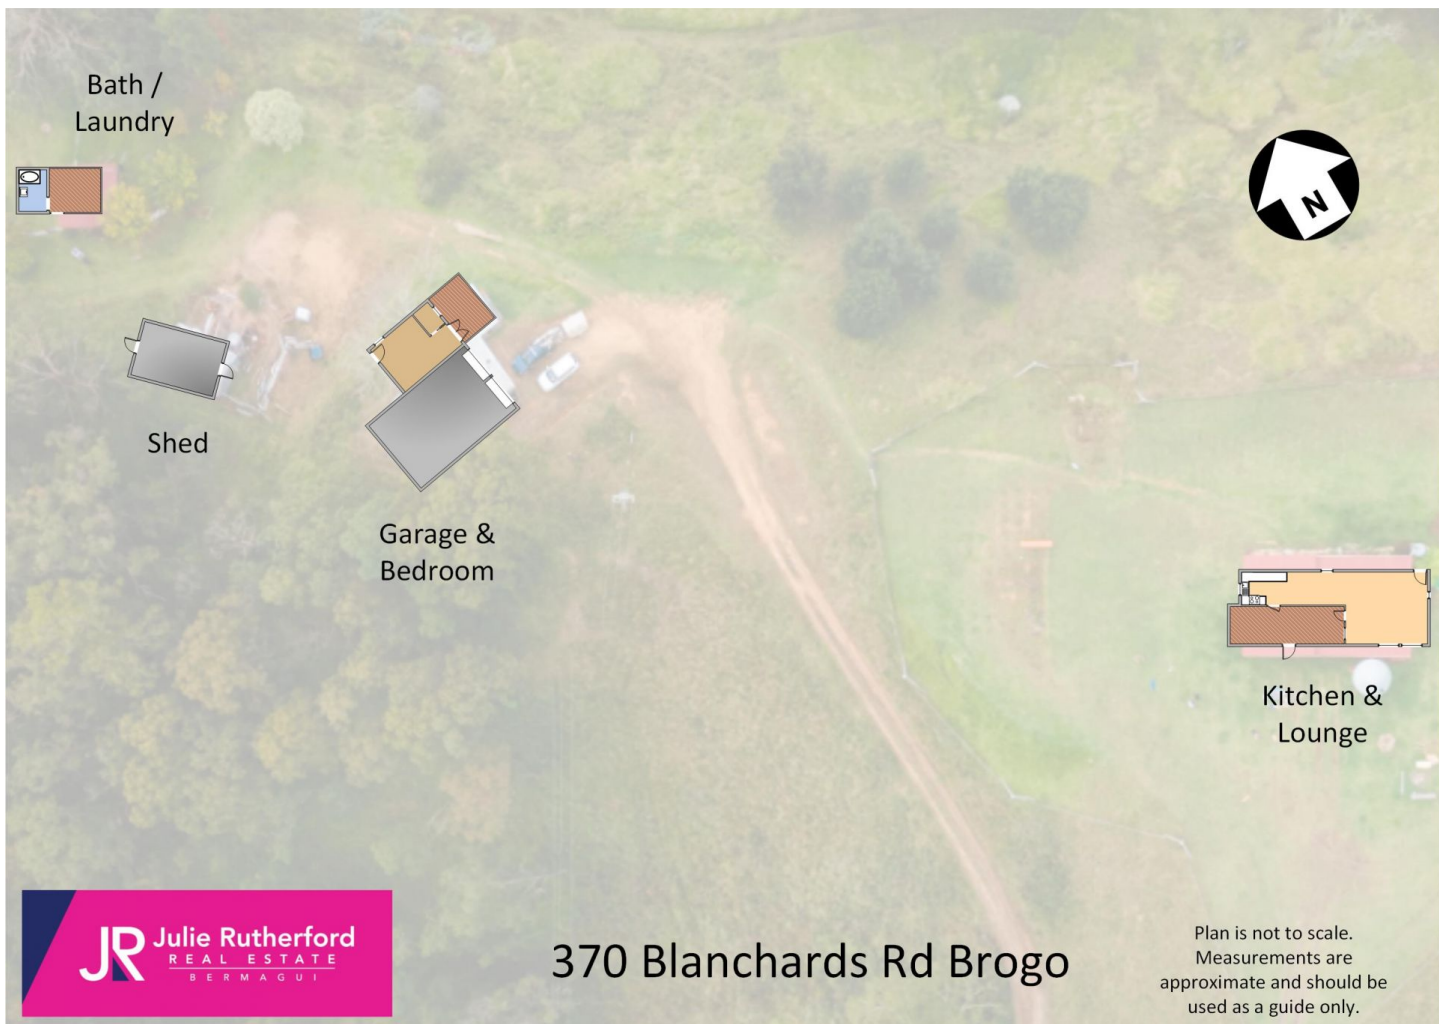 Bath /
Laundry
N
Shed
Garage &
Bedroom
Kitchen &
Lounge
JR
Julie Rutherford
REAL ESTATE
BERMAGUI
370 Blanchards Rd Brogo
Plan is not to scale.
Measurements are
approximate and should be
used as a guide only.